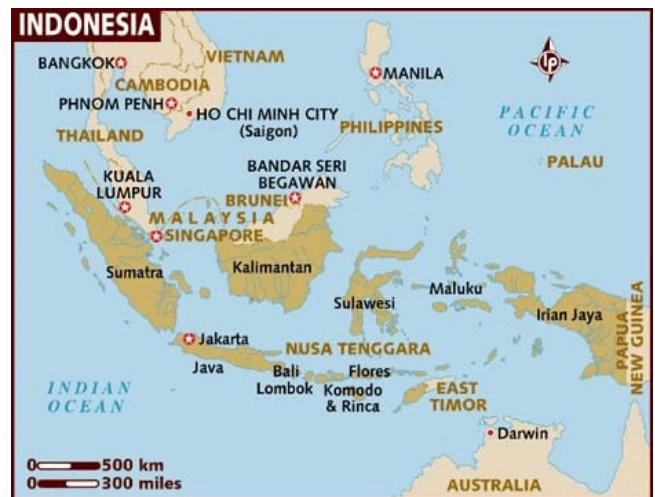 INDONESIA
BANGKOK
VIETNAM
CAMBODIA
PHNOM PENH
HO CHI MINH CITY
(Saigon)
THAILAND
MANILA
PHILIPPINES
lp
PACIFIC
OCEAN
PALAU
KUALA
LUMPUR
BANDAR SERI
BEGAWAN
BRUNEI
MALAYSIA
SINGAPORE
Sumatra
Kalimantan
Sulawesi
Maluku
Irian Jaya
PAPUA
NEW GUINEA
Jakarta
Java
NUSA TENGGARA
Bali
Lombok
Flores
Komodo
& Rinca
EAST
TIMOR
INDIAN
OCEAN
Darwin
AUSTRALIA
0 500 km
0 300 miles